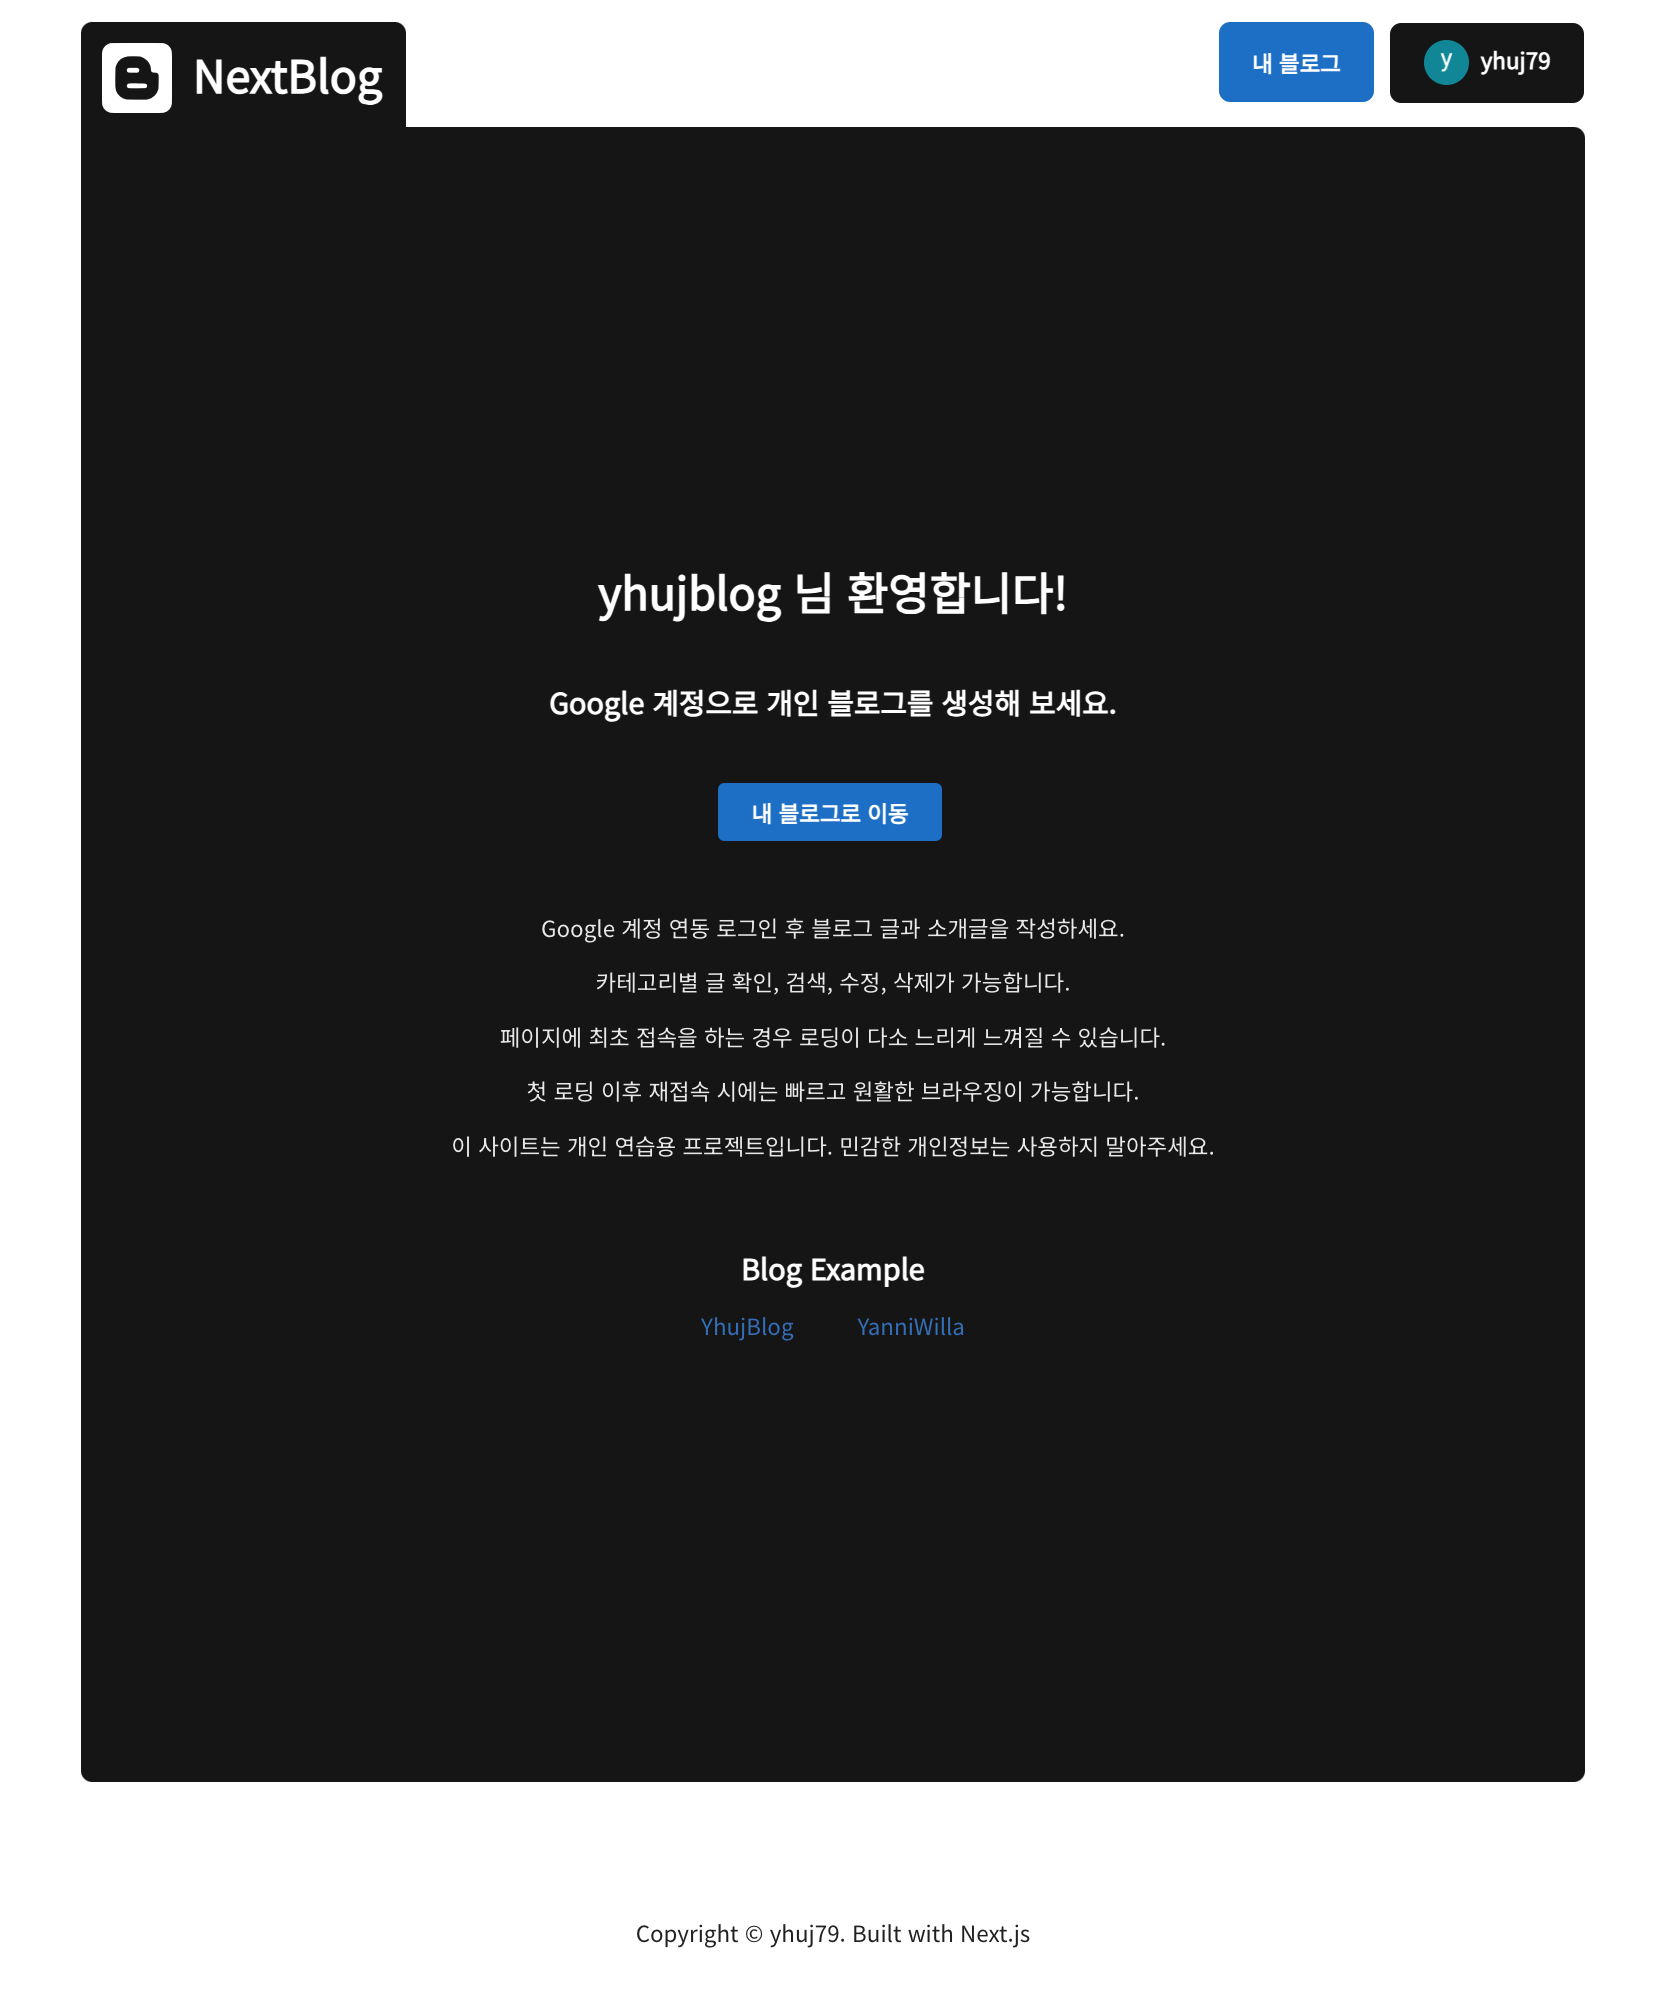 NextBlog
내 블로그
y yhuj79
yhujblog 님 환영합니다!
Google 계정으로 개인 블로그를 생성해 보세요.
내 블로그로 이동
Google 계정 연동 로그인 후 블로그 글과 소개글을 작성하세요.
카테고리별 글 확인, 검색, 수정, 삭제가 가능합니다.
페이지에 최초 접속을 하는 경우 로딩이 다소 느리게 느껴질 수 있습니다.
첫 로딩 이후 재접속 시에는 빠르고 원활한 브라우징이 가능합니다.
이 사이트는 개인 연습용 프로젝트입니다. 민감한 개인정보는 사용하지 말아주세요.
Blog Example
YhujBlog YanniWilla
Copyright © yhuj79. Built with Next.js